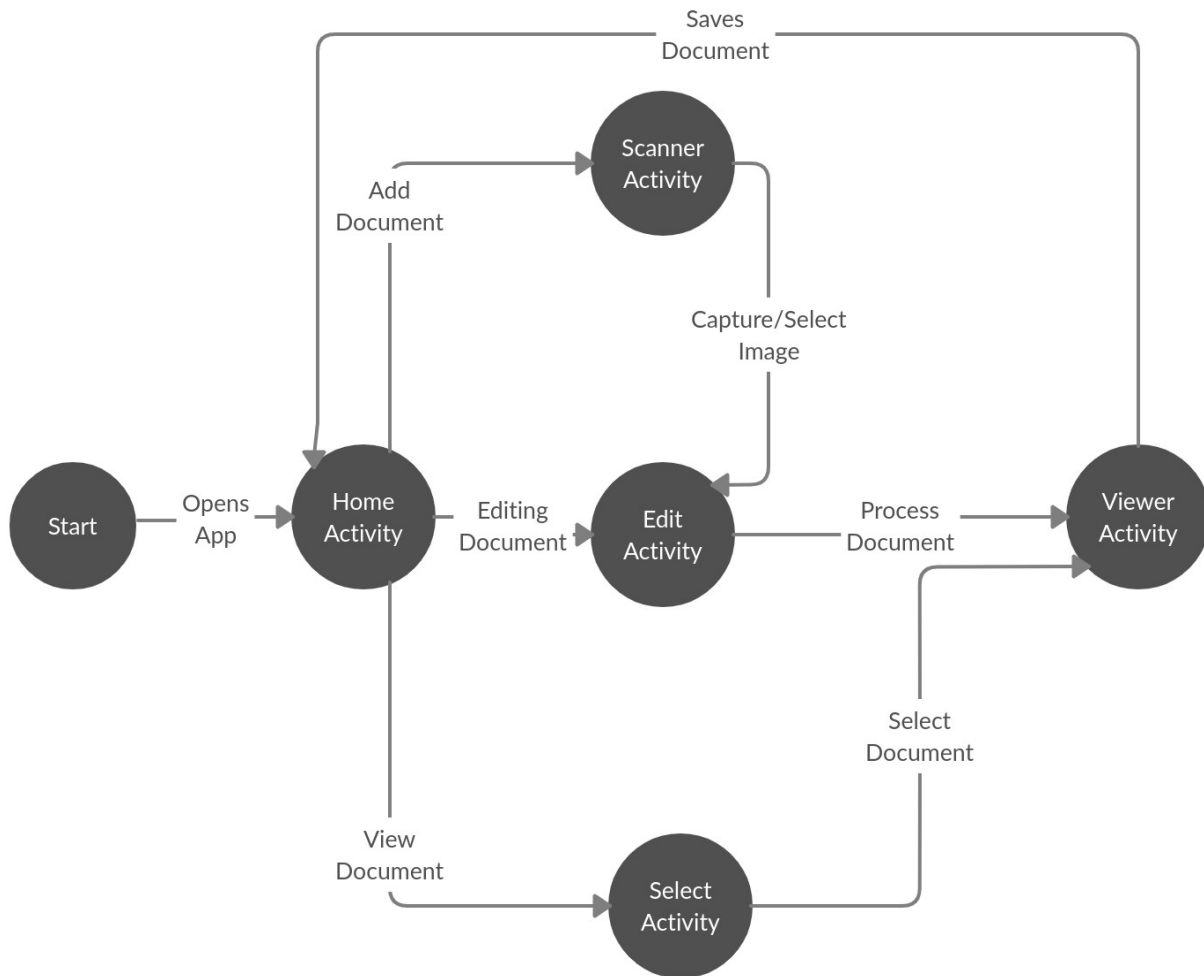 Saves
Document
Scanner
Activity
Add
Document
Capture/Select
Image
Start
Opens
App
Home
Activity
Editing
Document
Edit
Activity
Process
Document
Viewer
Activity
Select
Document
View
Document
Select
Activity